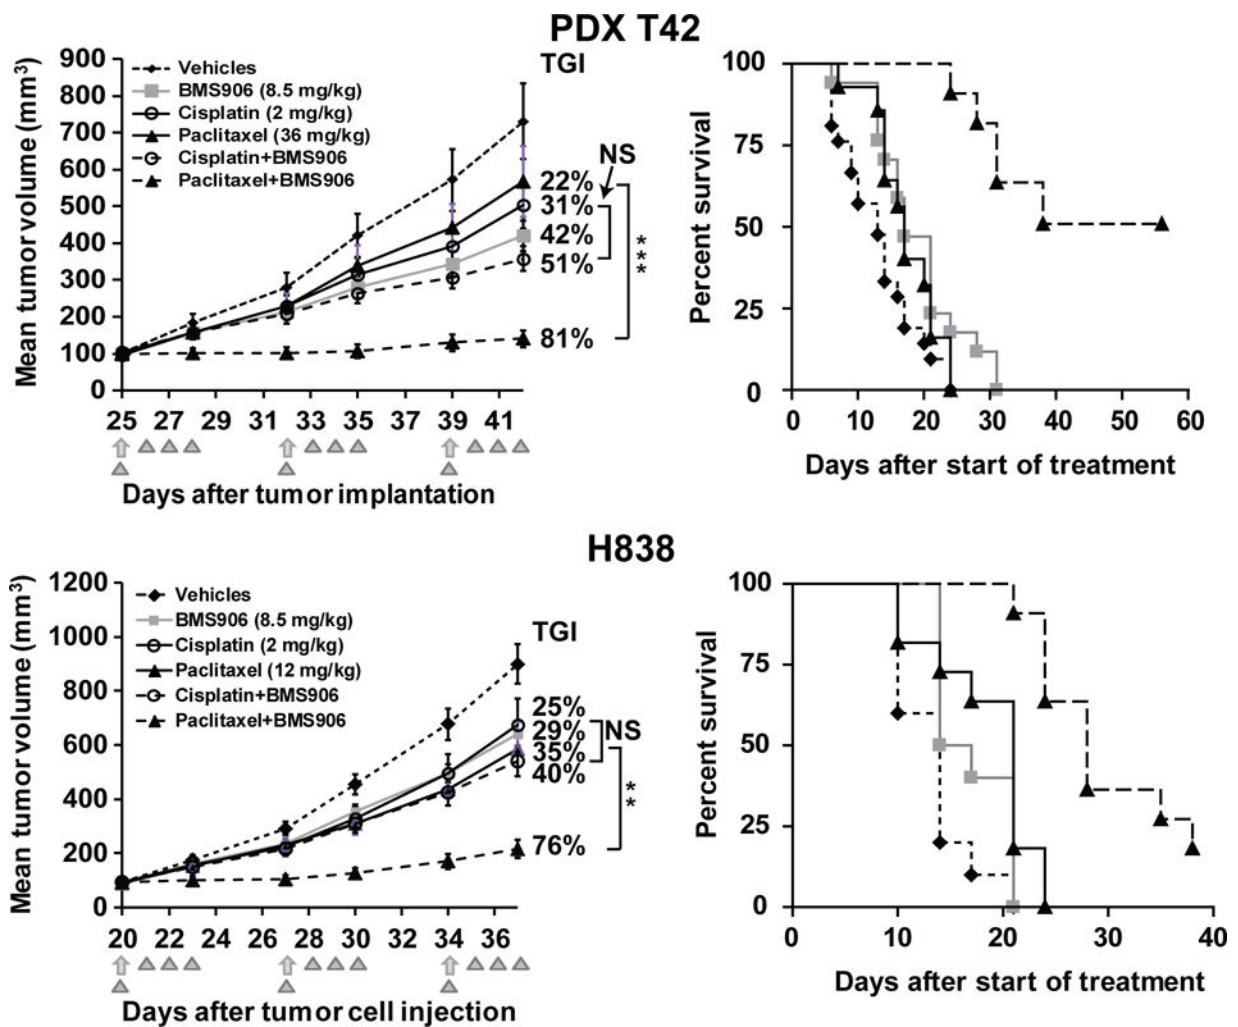 PDX T42
Mean tumor volume (mm³)
900
800
700
600
500
400
300
200
100
0
Vehicles
BMS906 (8.5 mg/kg)
Cisplatin (2 mg/kg)
Paclitaxel (36 mg/kg)
Cisplatin+BMS906
Paclitaxel+BMS906
TGI
NS
22%
31%
42%
51%
81%
***
25 27 29 31 33 35 37 39 41
Days after tumor implantation
Percent survival
100
75
50
25
0
0 10 20 30 40 50 60
Days after start of treatment
H838
Mean tumor volume (mm³)
1200
1000
800
600
400
200
0
Vehicles
BMS906 (8.5 mg/kg)
Cisplatin (2 mg/kg)
Paclitaxel (12 mg/kg)
Cisplatin+BMS906
Paclitaxel+BMS906
TGI
25%
29%
35%
40%
76%
NS
**
20 22 24 26 28 30 32 34 36
Days after tumor cell injection
Percent survival
100
75
50
25
0
0 10 20 30 40
Days after start of treatment